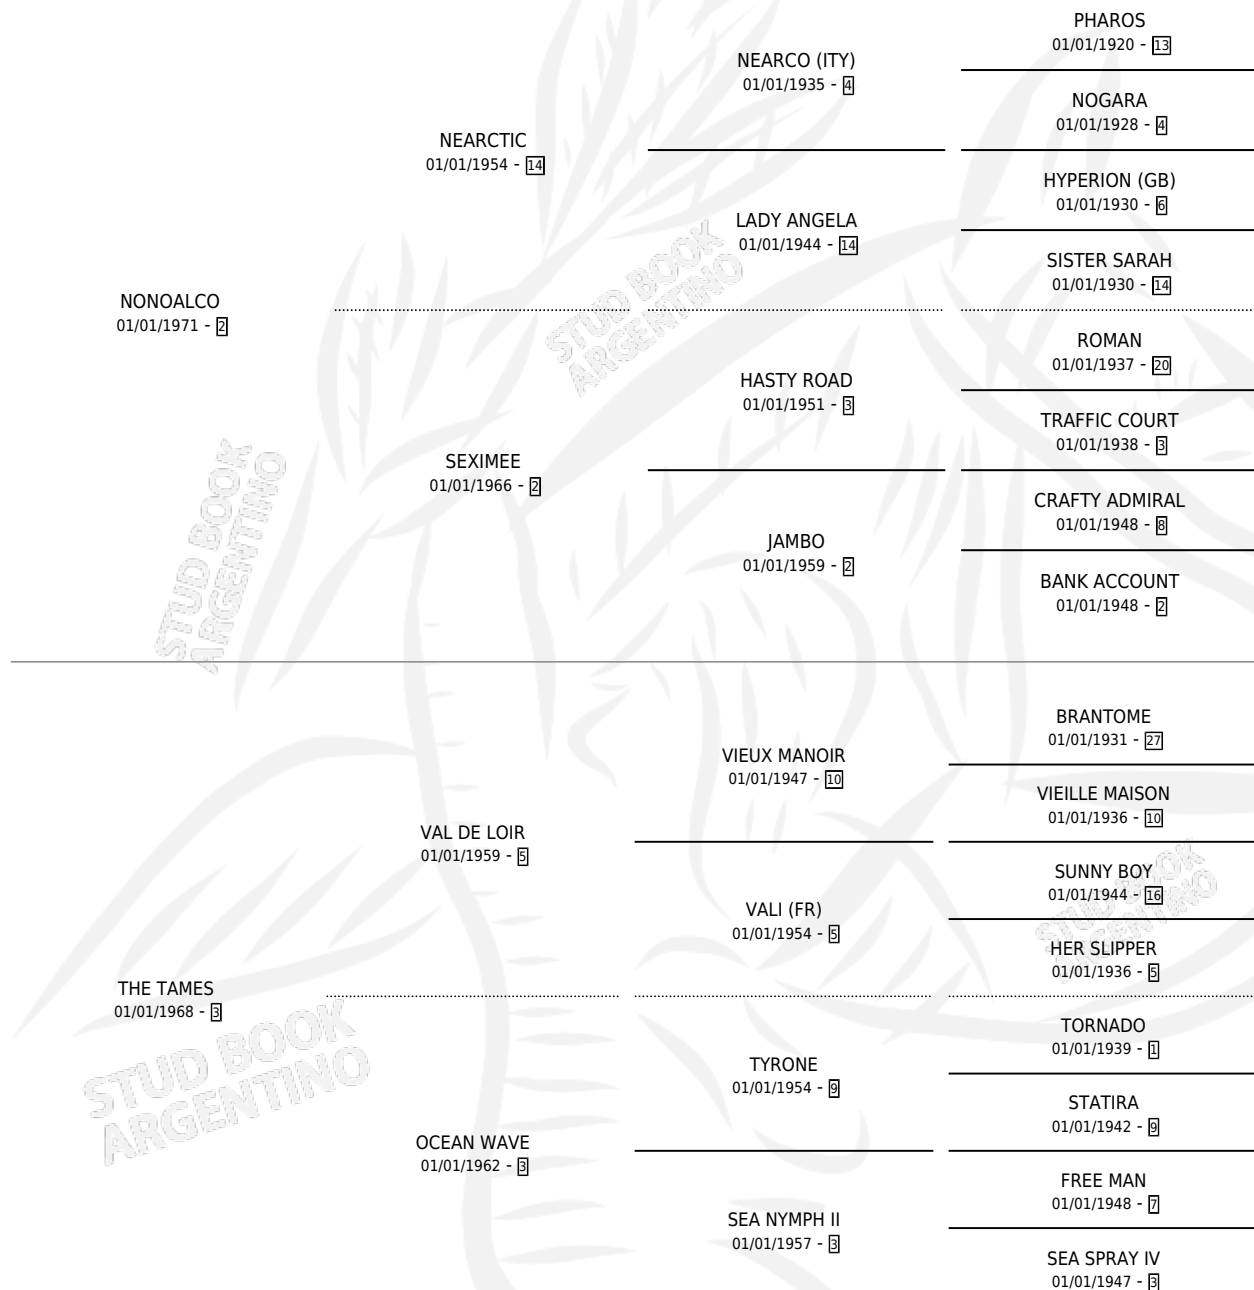 PHAROS
01/01/1920 - 13
NEARCO (ITY)
01/01/1935 - 4
NOGARA
01/01/1928 - 4
NEARCTIC
01/01/1954 - 14
HYPERION (GB)
01/01/1930 - 6
LADY ANGELA
01/01/1944 - 14
SISTER SARAH
01/01/1930 - 14
NONOALCO
01/01/1971 - 2
ROMAN
01/01/1937 - 20
HASTY ROAD
01/01/1951 - 3
TRAFFIC COURT
01/01/1938 - 3
SEXIMEE
01/01/1966 - 2
CRAFTY ADMIRAL
01/01/1948 - 8
JAMBO
01/01/1959 - 2
BANK ACCOUNT
01/01/1948 - 2
BRANTOME
01/01/1931 - 27
VIEUX MANOIR
01/01/1947 - 10
VIEILLE MAISON
01/01/1936 - 10
VAL DE LOIR
01/01/1959 - 5
SUNNY BOY
01/01/1944 - 16
VALI (FR)
01/01/1954 - 5
HER SLIPPER
01/01/1936 - 5
THE TAMES
01/01/1968 - 3
TORNADO
01/01/1939 - 1
TYRONE
01/01/1954 - 9
STATIRA
01/01/1942 - 9
OCEAN WAVE
01/01/1962 - 3
FREE MAN
01/01/1948 - 7
SEA NYMPH II
01/01/1957 - 3
SEA SPRAY IV
01/01/1947 - 3
STUD BOOK
ARGENTINO
STUD BOOK
ARGENTINO
STUD BOOK
ARGENTINO
STUD BOOK
ARGENTINO